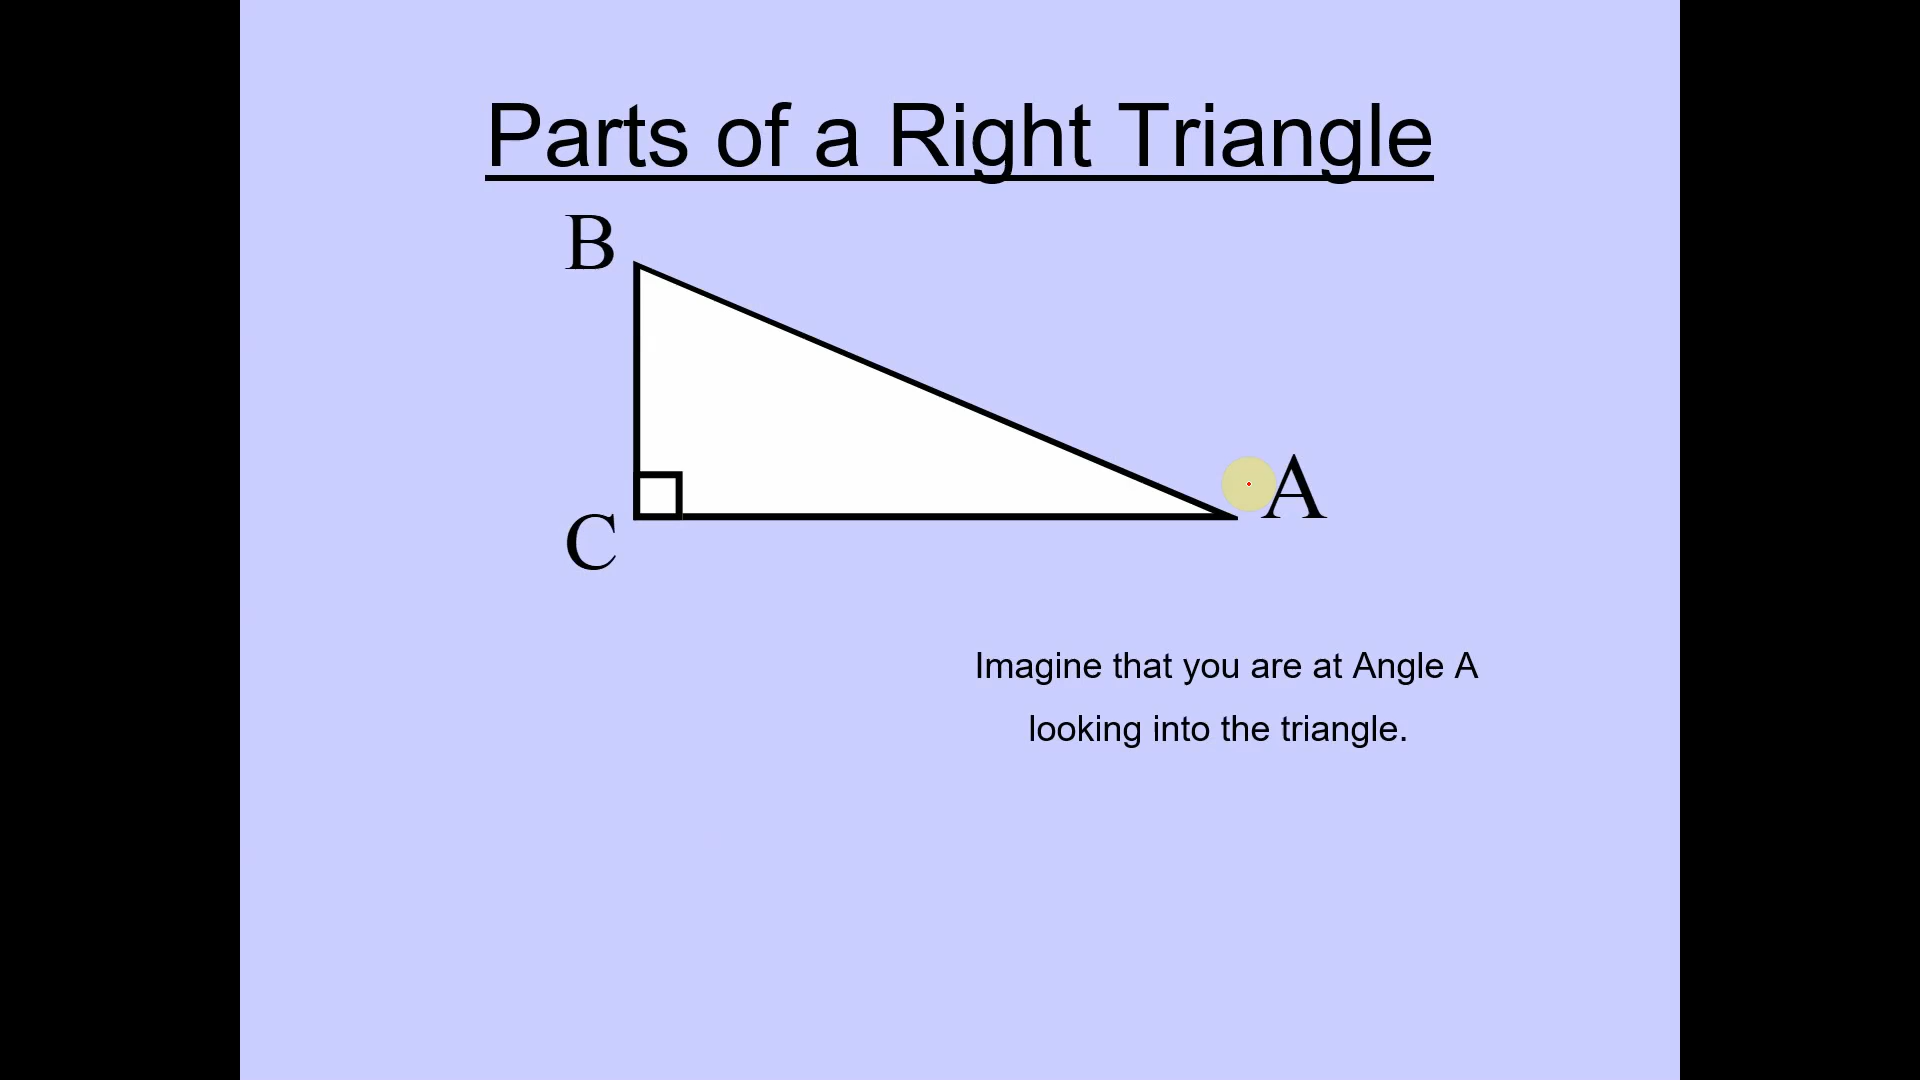 Parts of a Right Triangle
B
A
C
Imagine that you are at Angle A
looking into the triangle.